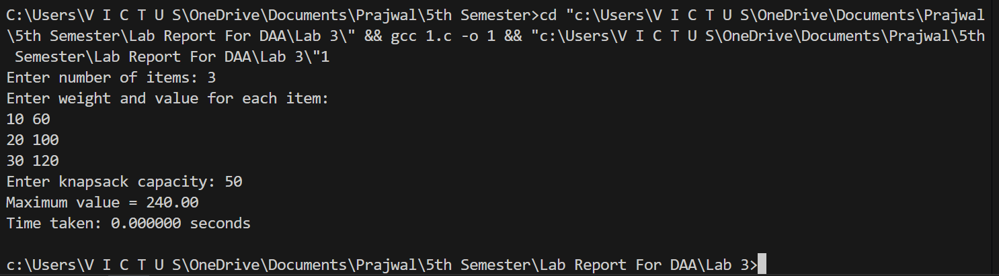 C:\Users\V I C T U S\OneDrive\Documents\Prajwal\5th Semester>cd "c:\Users\V I C T U S\OneDrive\Documents\Prajwal
\5th Semester\Lab Report For DAA\Lab 3\" && gcc 1.c -o 1 && "c:\Users\V I C T U S\OneDrive\Documents\Prajwal\5th
 Semester\Lab Report For DAA\Lab 3\"1
Enter number of items: 3
Enter weight and value for each item:
10 60
20 100
30 120
Enter knapsack capacity: 50
Maximum value = 240.00
Time taken: 0.000000 seconds
c:\Users\V I C T U S\OneDrive\Documents\Prajwal\5th Semester\Lab Report For DAA\Lab 3>